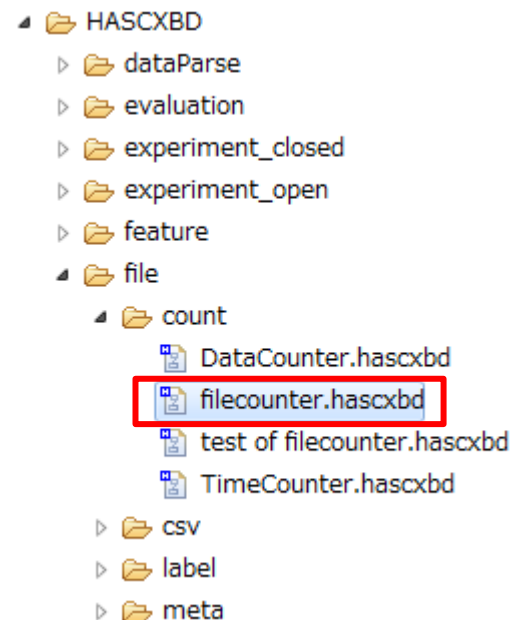 HASCXBD
dataParse
evaluation
experiment_closed
experiment_open
feature
file
count
DataCounter.hascxbd
filecounter.hascxbd
test of filecounter.hascxbd
TimeCounter.hascxbd
csv
label
meta